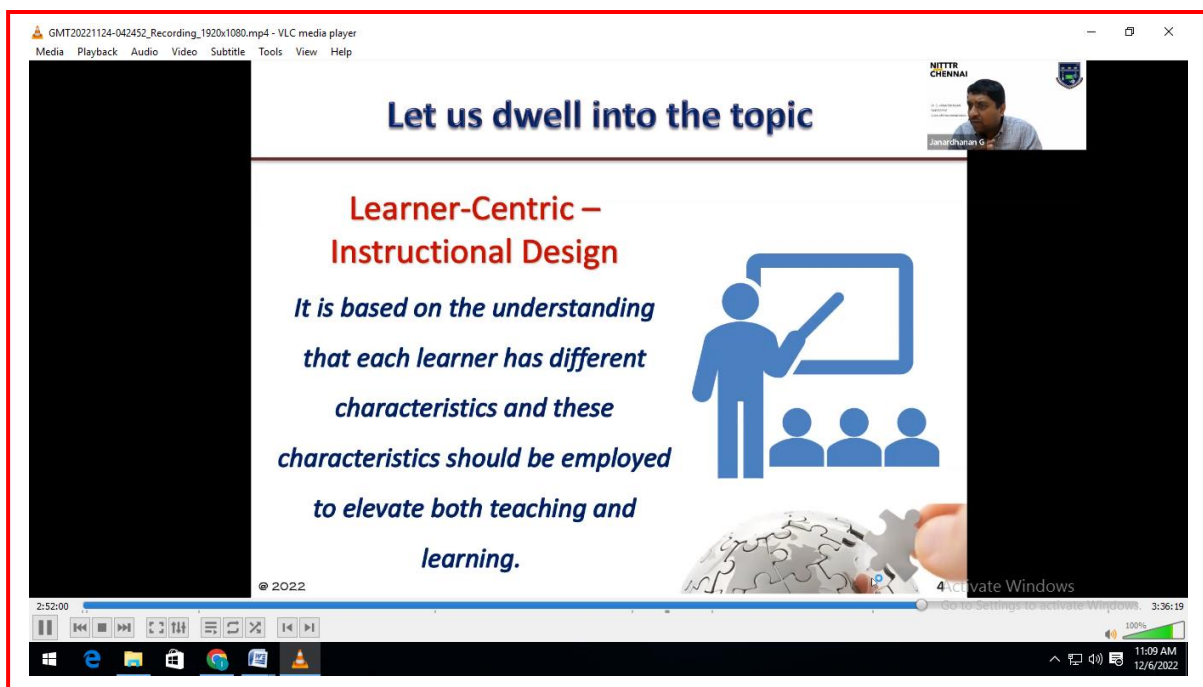 GMT20221124-042452_Recording_1920x1080.mp4 - VLC media player
Media Playback Audio Video Subtitle Tools View Help
NITTTR
CHENNAI
Janardhanan G
Let us dwell into the topic
Learner-Centric –
Instructional Design
It is based on the understanding
that each learner has different
characteristics and these
characteristics should be employed
to elevate both teaching and
learning.
@ 2022
4
Activate Windows
Go to Settings to activate Windows.
2:52:00
3:36:19
100%
11:09 AM
12/6/2022